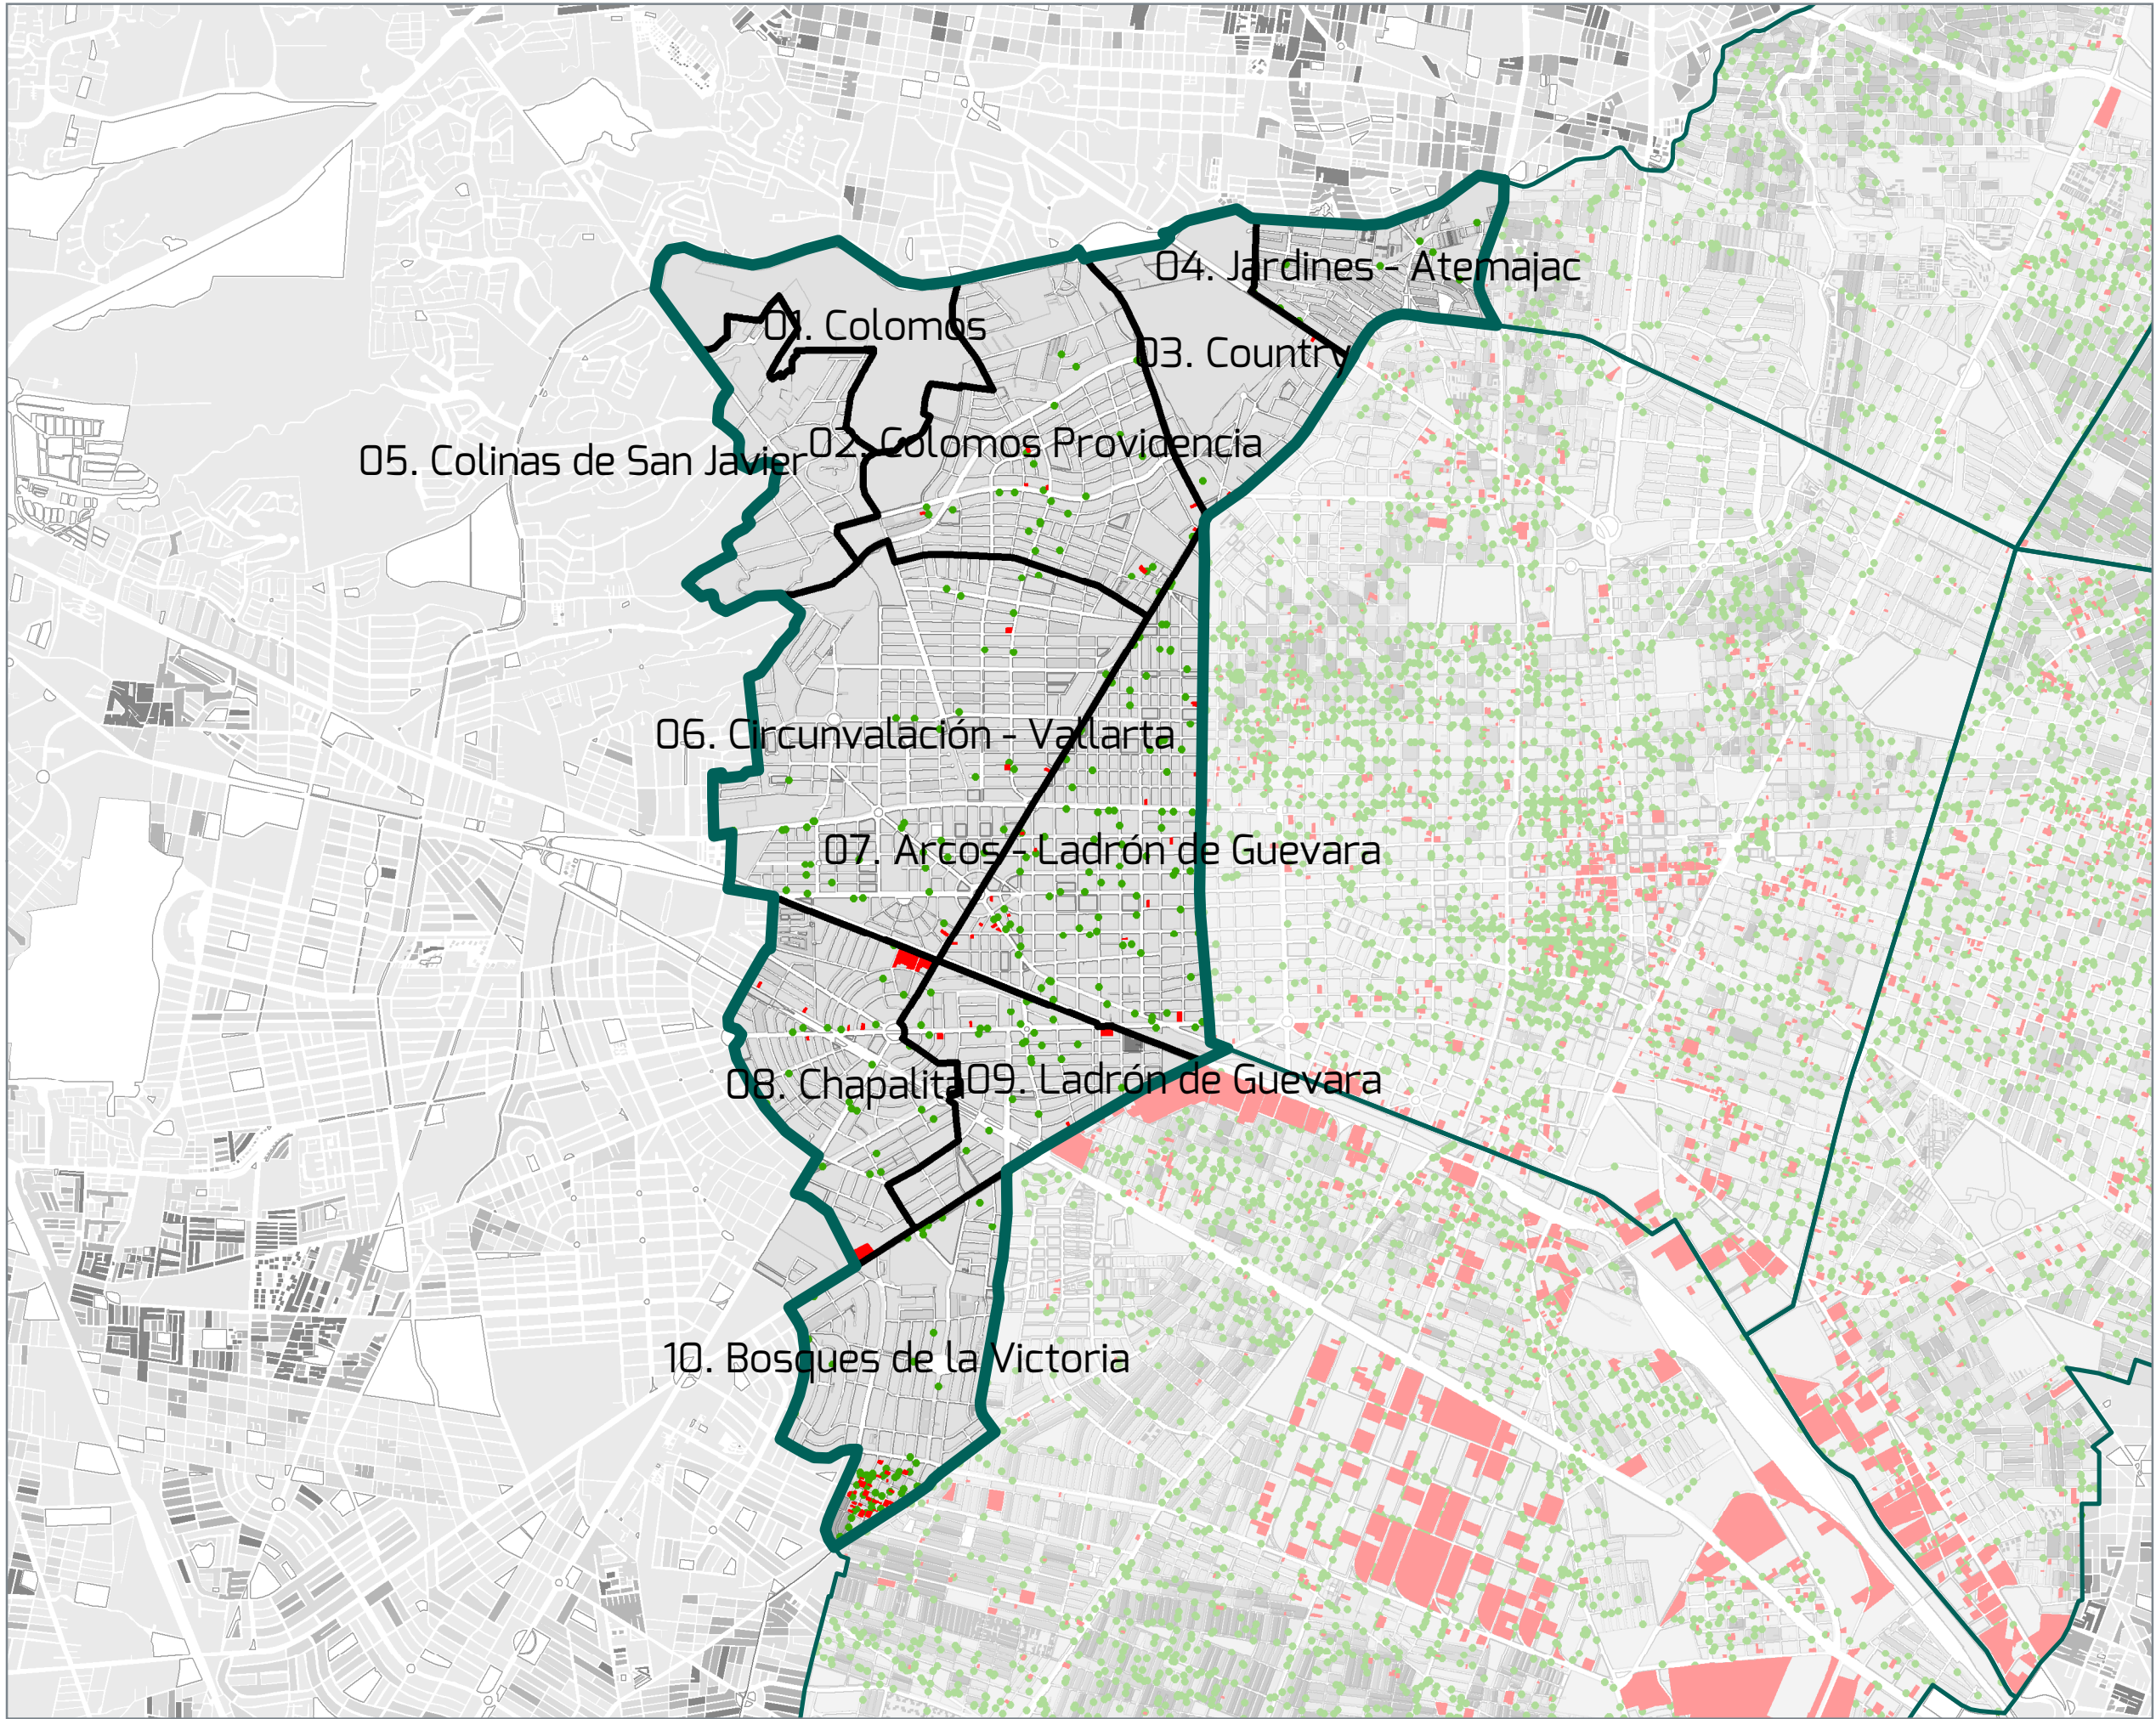 04. Jardines - Atemajac
01. Colomos
03. Country
02. Colomos Providencia
05. Colinas de San Javier
06. Circunvalación - Vallarta
07. Arcos - Ladrón de Guevara
08. Chapalita
09. Ladrón de Guevara
10. Bosques de la Victoria